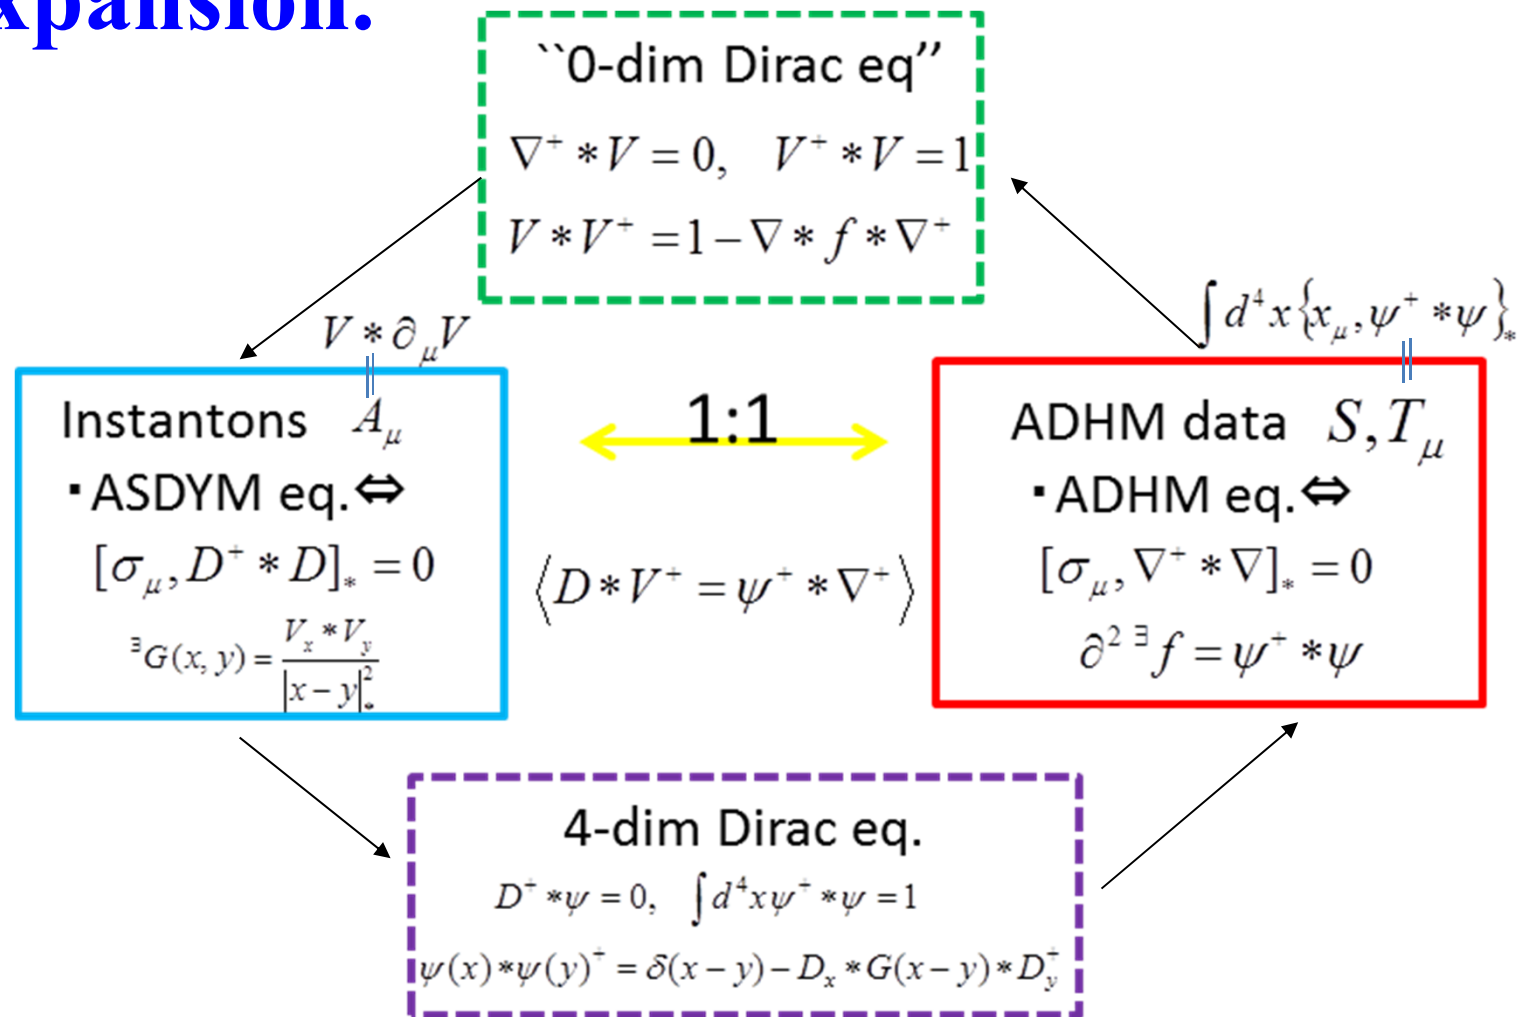 xpansion.
``0-dim Dirac eq’’
∇⁺ * V = 0, V⁺ * V = 1
V * V⁺ = 1 − ∇ * f * ∇⁺
V * ∂_μ V
∫ d⁴x {x_μ, ψ⁺ * ψ}_*
Instantons A_μ
・ASDYM eq.⇔
[σ_μ, D⁺ * D]_* = 0
∃G(x, y) = V_x * V_y / |x − y|²_*
1:1
⟨D * V⁺ = ψ⁺ * ∇⁺⟩
ADHM data S, T_μ
・ADHM eq.⇔
[σ_μ, ∇⁺ * ∇]_* = 0
∂² ∃f = ψ⁺ * ψ
4-dim Dirac eq.
D⁺ * ψ = 0, ∫ d⁴x ψ⁺ * ψ = 1
ψ(x) * ψ(y)⁺ = δ(x − y) − D_x * G(x − y) * D_y⁺